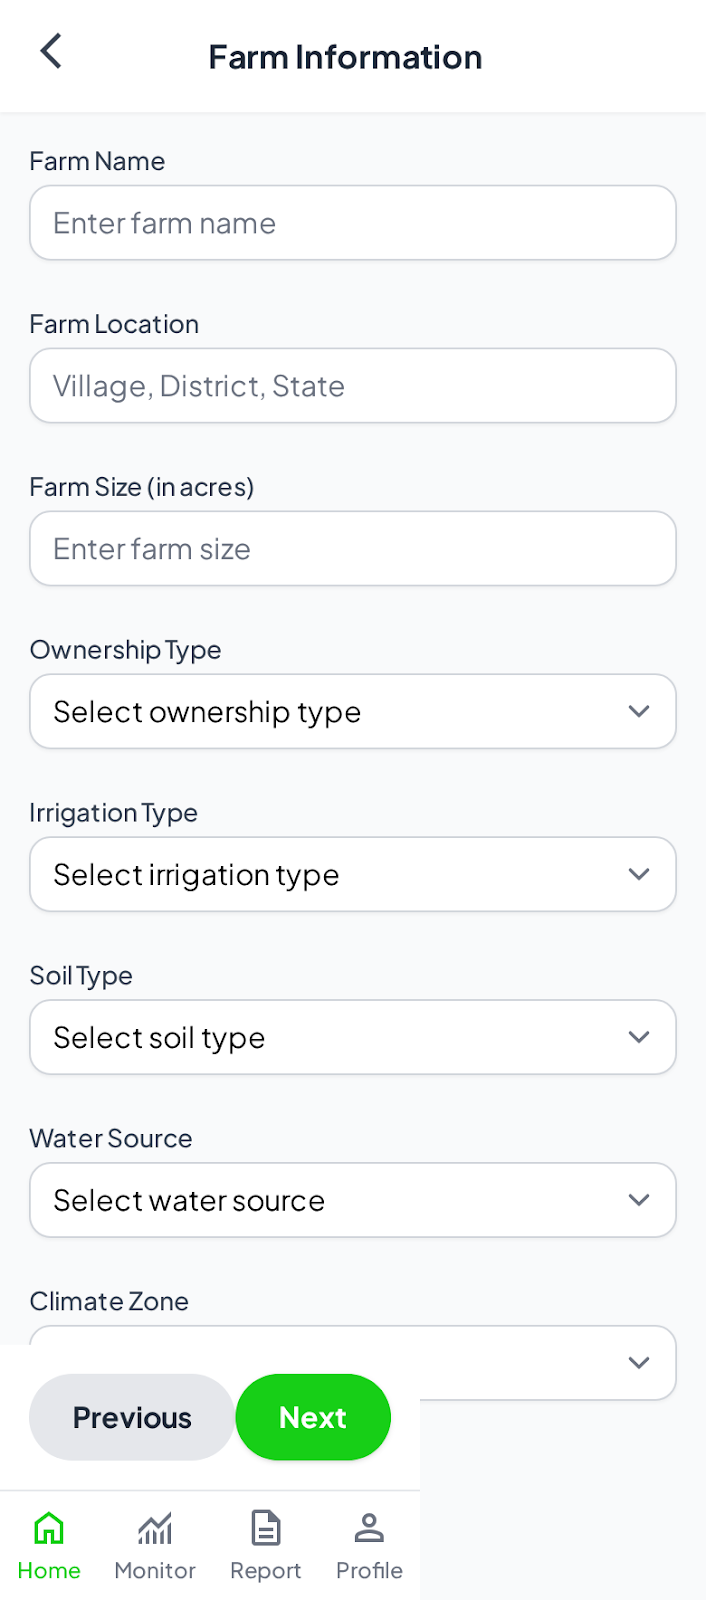 Farm Information
Farm Name
Enter farm name
Farm Location
Village, District, State
Farm Size (in acres)
Enter farm size
Ownership Type
Select ownership type
Irrigation Type
Select irrigation type
Soil Type
Select soil type
Water Source
Select water source
Climate Zone
Previous Next
Home Monitor Report Profile